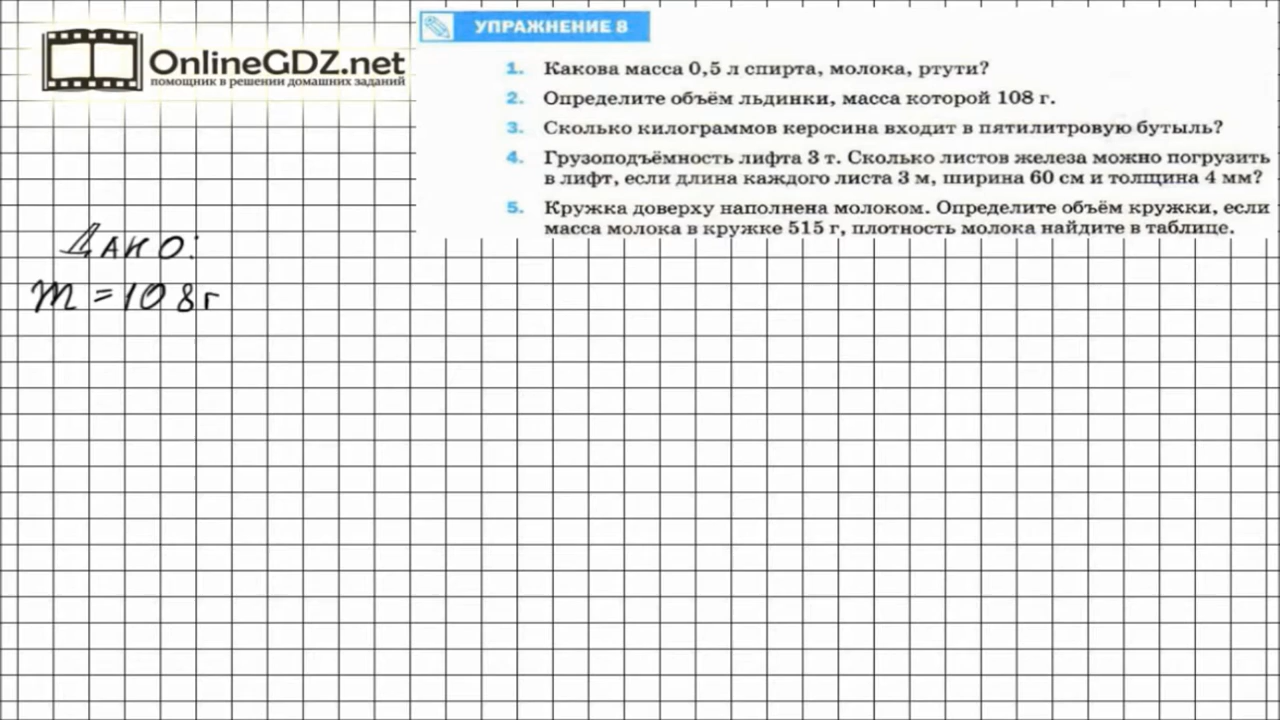 OnlineGDZ.net
помощник в решении домашних заданий
УПРАЖНЕНИЕ 8
1. Какова масса 0,5 л спирта, молока, ртути?
2. Определите объём льдинки, масса которой 108 г.
3. Сколько килограммов керосина входит в пятилитровую бутыль?
4. Грузоподъёмность лифта 3 т. Сколько листов железа можно погрузить
в лифт, если длина каждого листа 3 м, ширина 60 см и толщина 4 мм?
5. Кружка доверху наполнена молоком. Определите объём кружки, если
масса молока в кружке 515 г, плотность молока найдите в таблице.
Дано:
m = 108 г